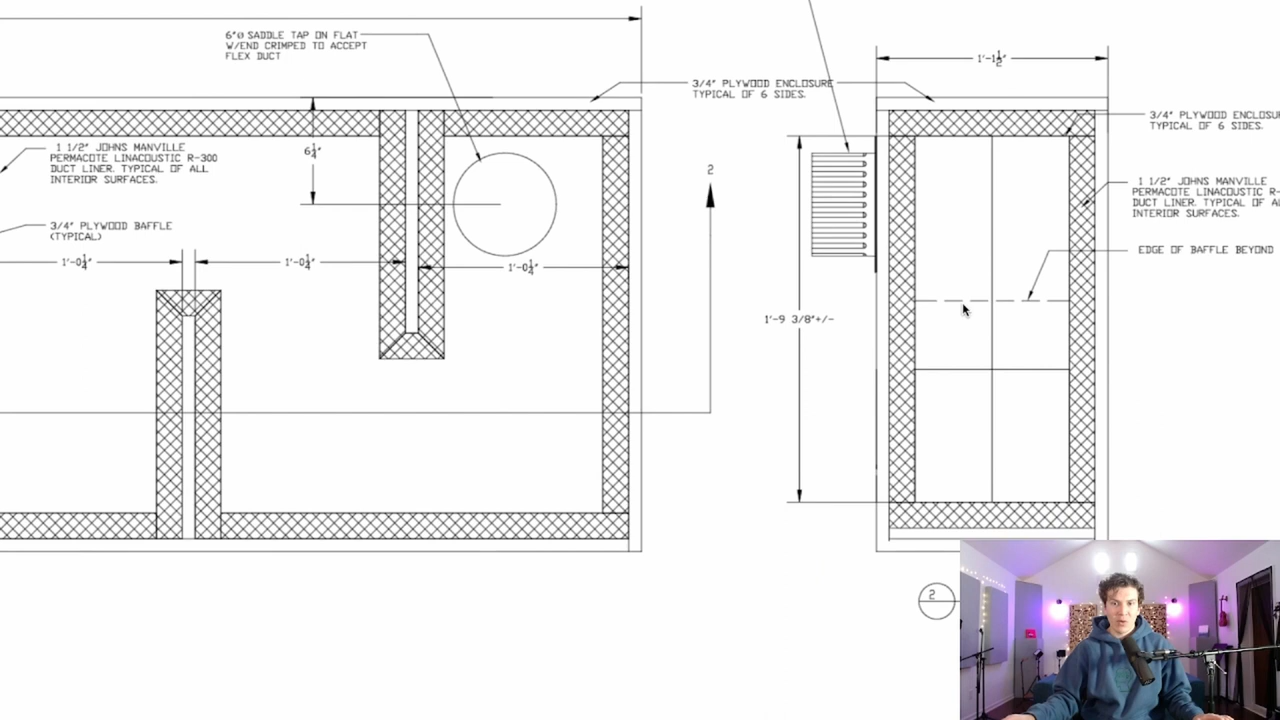 6"Ø SADDLE TAP ON FLAT
W/END CRIMPED TO ACCEPT
FLEX DUCT
3/4" PLYWOOD ENCLOSURE
TYPICAL OF 6 SIDES.
1'-1½"
3/4" PLYWOOD ENCLOSU
TYPICAL OF 6 SIDES.
1 1/2" JOHNS MANVILLE
PERMACOTE LINACOUSTIC R-300
DUCT LINER. TYPICAL OF ALL
INTERIOR SURFACES.
6¼"
2
1 1/2" JOHNS MANVILLE
PERMACOTE LINACOUSTIC R-
DUCT LINER. TYPICAL OF A
INTERIOR SURFACES.
3/4" PLYWOOD BAFFLE
(TYPICAL)
EDGE OF BAFFLE BEYOND
1'-0¼"
1'-0¼"
1'-0¼"
1'-9 3/8"+/-
2